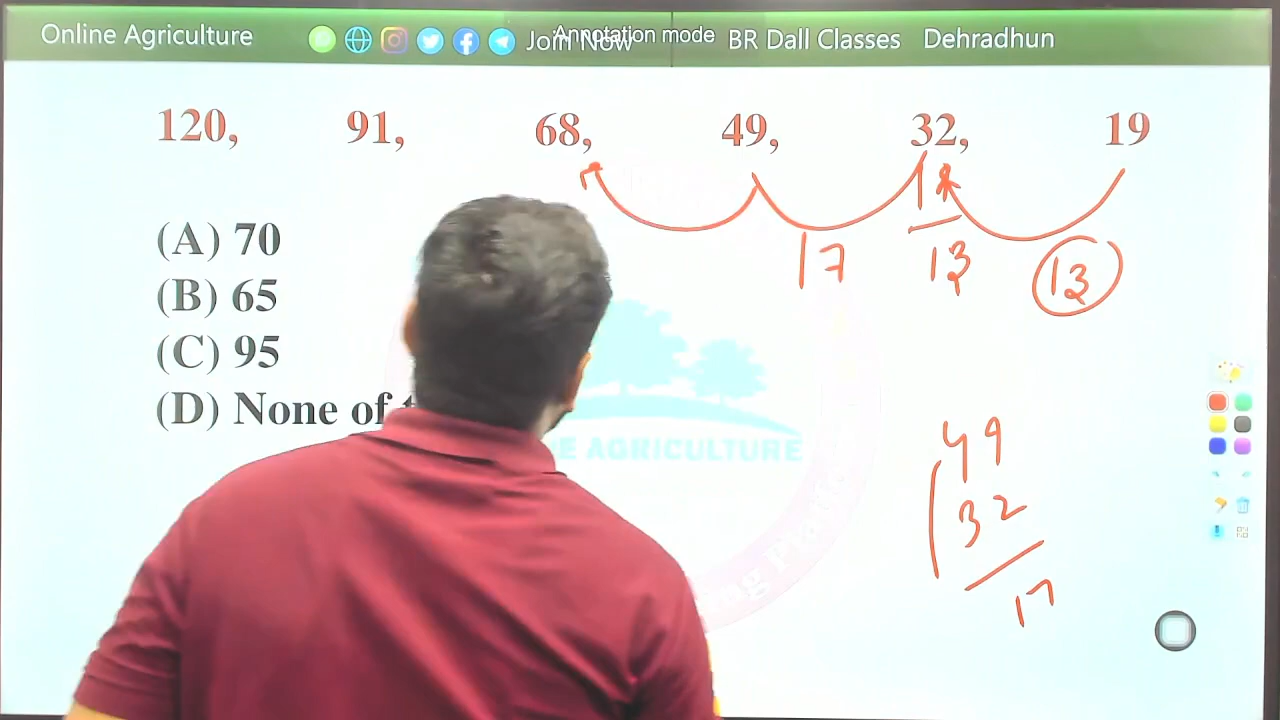 Online Agriculture Join Now Annotation mode BR Dall Classes Dehradhun
120, 91, 68, 49, 32, 19
19
17 13 13
(A) 70
(B) 65
(C) 95
(D) None of
AGRICULTURE
49
32
17